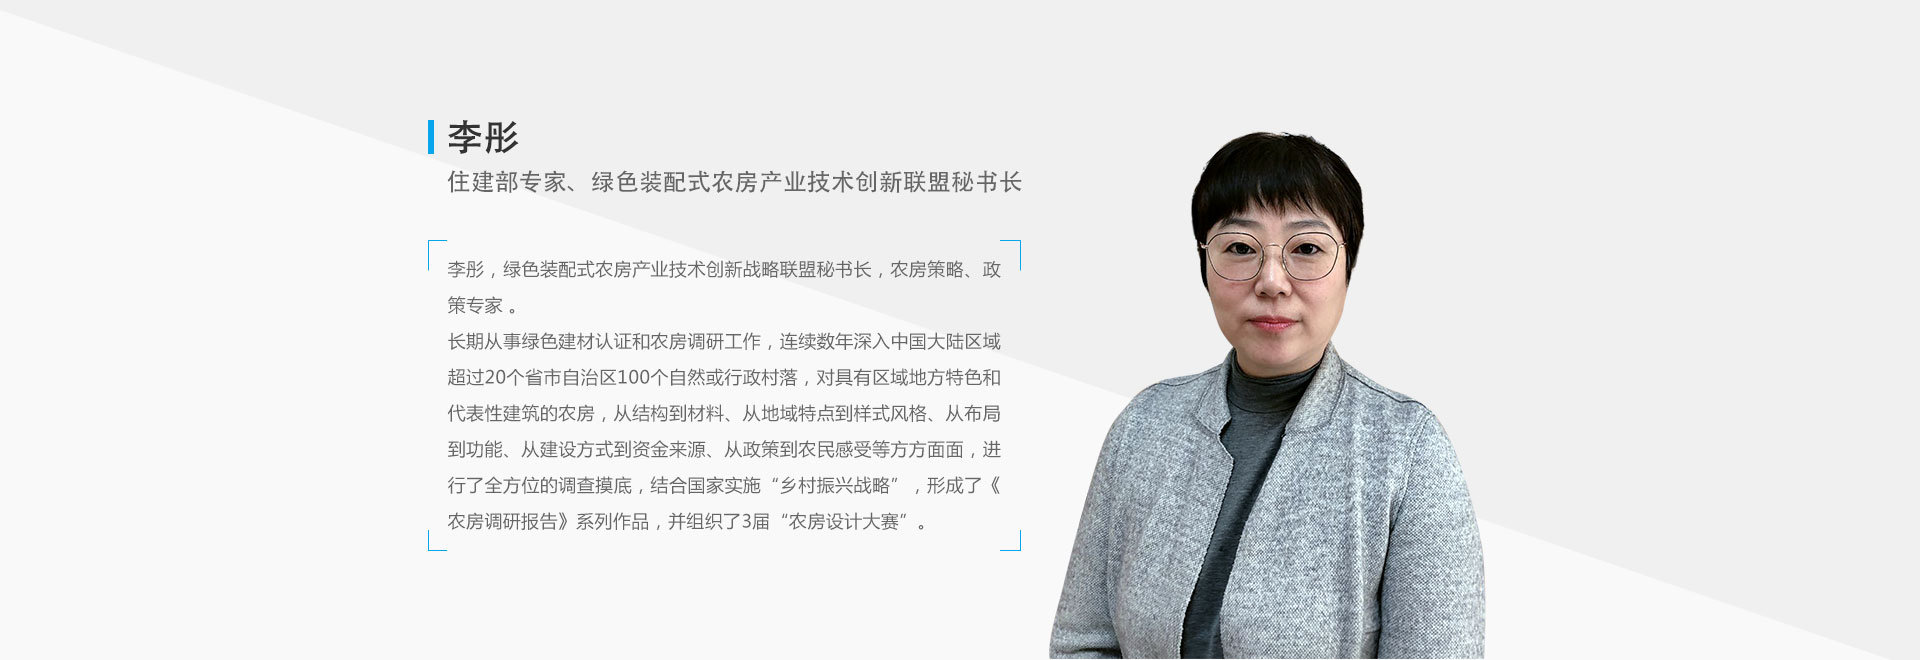 李彤
住建部专家、绿色装配式农房产业技术创新联盟秘书长
李彤，绿色装配式农房产业技术创新战略联盟秘书长，农房策略、政
策专家 。
长期从事绿色建材认证和农房调研工作，连续数年深入中国大陆区域
超过20个省市自治区100个自然或行政村落，对具有区域地方特色和
代表性建筑的农房，从结构到材料、从地域特点到样式风格、从布局
到功能、从建设方式到资金来源、从政策到农民感受等方方面面，进
行了全方位的调查摸底，结合国家实施“乡村振兴战略”，形成了《
农房调研报告》系列作品，并组织了3届“农房设计大赛”。